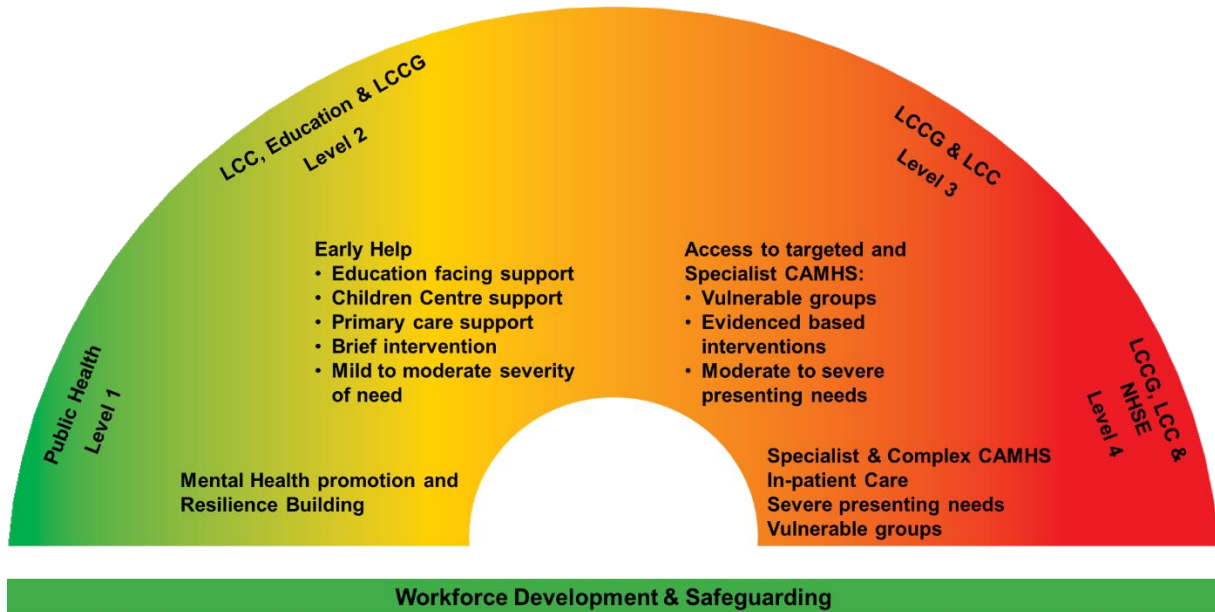 Public Health
Level 1
Mental Health promotion and
Resilience Building
LCC, Education & LCCG
Level 2
Early Help
• Education facing support
• Children Centre support
• Primary care support
• Brief intervention
• Mild to moderate severity
of need
LCCG & LCC
Level 3
Access to targeted and
Specialist CAMHS:
• Vulnerable groups
• Evidenced based
interventions
• Moderate to severe
presenting needs
LCCG, LCC &
NHSE
Level 4
Specialist & Complex CAMHS
In-patient Care
Severe presenting needs
Vulnerable groups
Workforce Development & Safeguarding